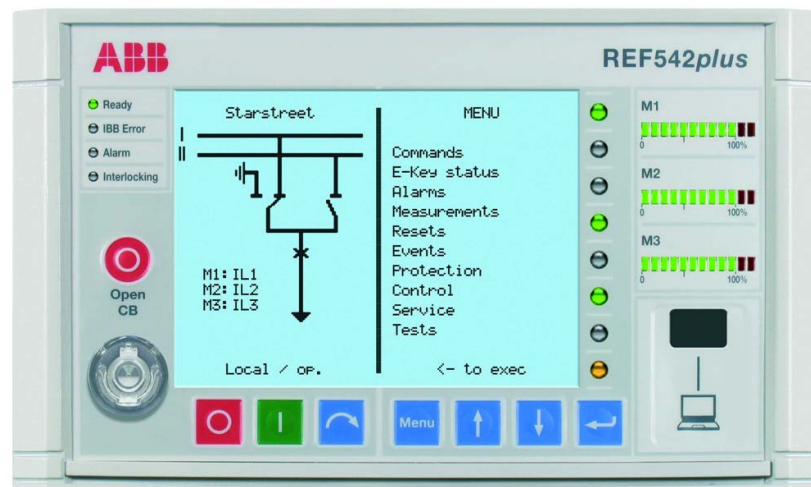 ABB
REF542plus
Ready
IBB Error
Alarm
Interlocking
Open
CB
Starstreet
I
II
M1:IL1
M2:IL2
M3:IL3
Local / op.
MENU
Commands
E-Key status
Alarms
Measurements
Resets
Events
Protection
Control
Service
Tests
<- to exec
M1
0 100%
M2
0 100%
M3
0 100%
O I Menu